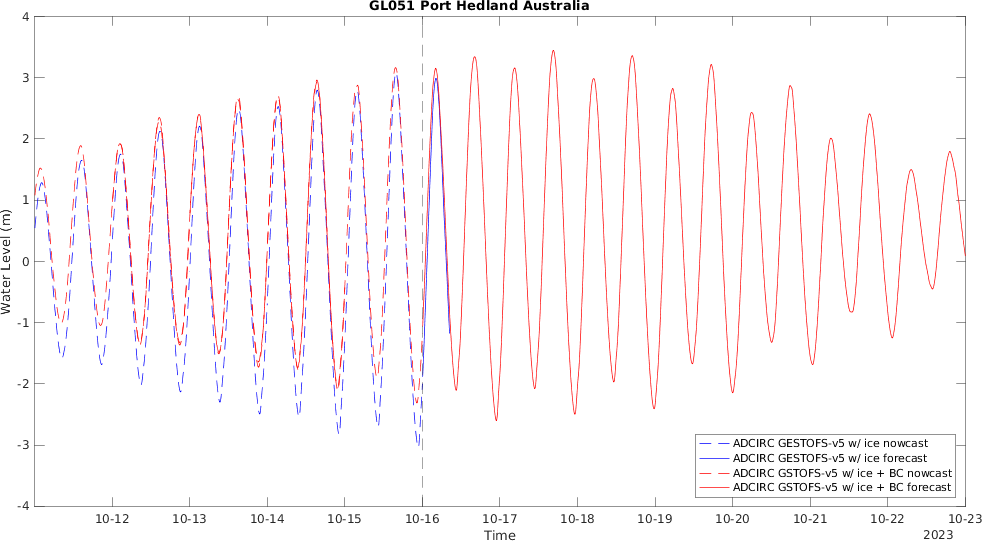 GL051 Port Hedland Australia
4
3
2
1
0
-1
-2
-3
-4
Water Level (m)
ADCIRC GESTOFS-v5 w/ ice nowcast
ADCIRC GESTOFS-v5 w/ ice forecast
ADCIRC GSTOFS-v5 w/ ice + BC nowcast
ADCIRC GSTOFS-v5 w/ ice + BC forecast
10-12 10-13 10-14 10-15 10-16 10-17 10-18 10-19 10-20 10-21 10-22 10-23
Time
2023